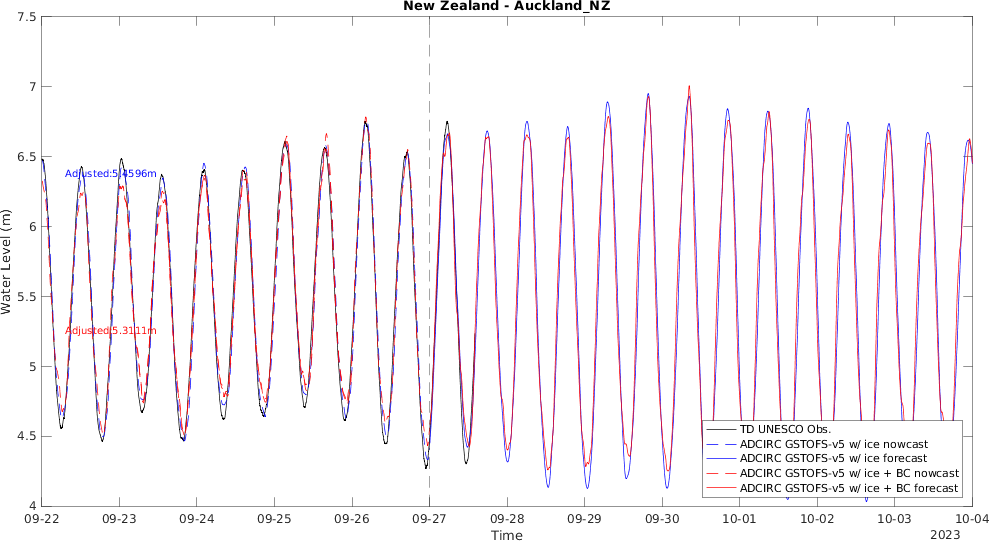 New Zealand - Auckland_NZ
7.5
7
6.5
6
5.5
5
4.5
4
Water Level (m)
Adjusted:5.4596m
Adjusted:5.3111m
TD UNESCO Obs.
ADCIRC GSTOFS-v5 w/ ice nowcast
ADCIRC GSTOFS-v5 w/ ice forecast
ADCIRC GSTOFS-v5 w/ ice + BC nowcast
ADCIRC GSTOFS-v5 w/ ice + BC forecast
09-22 09-23 09-24 09-25 09-26 09-27 09-28 09-29 09-30 10-01 10-02 10-03 10-04
Time
2023